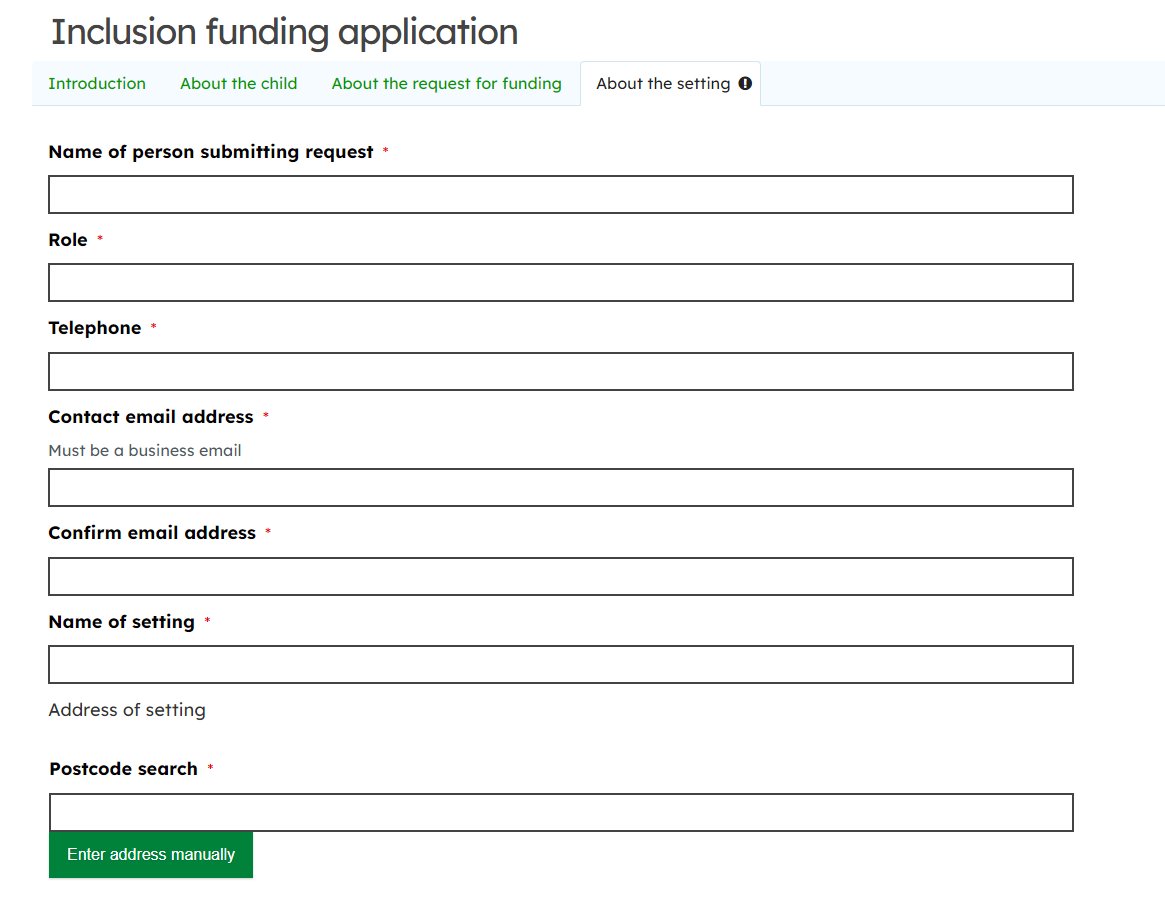 Inclusion funding application
Introduction About the child About the request for funding About the setting
Name of person submitting request *
Role *
Telephone *
Contact email address *
Must be a business email
Confirm email address *
Name of setting *
Address of setting
Postcode search *
Enter address manually